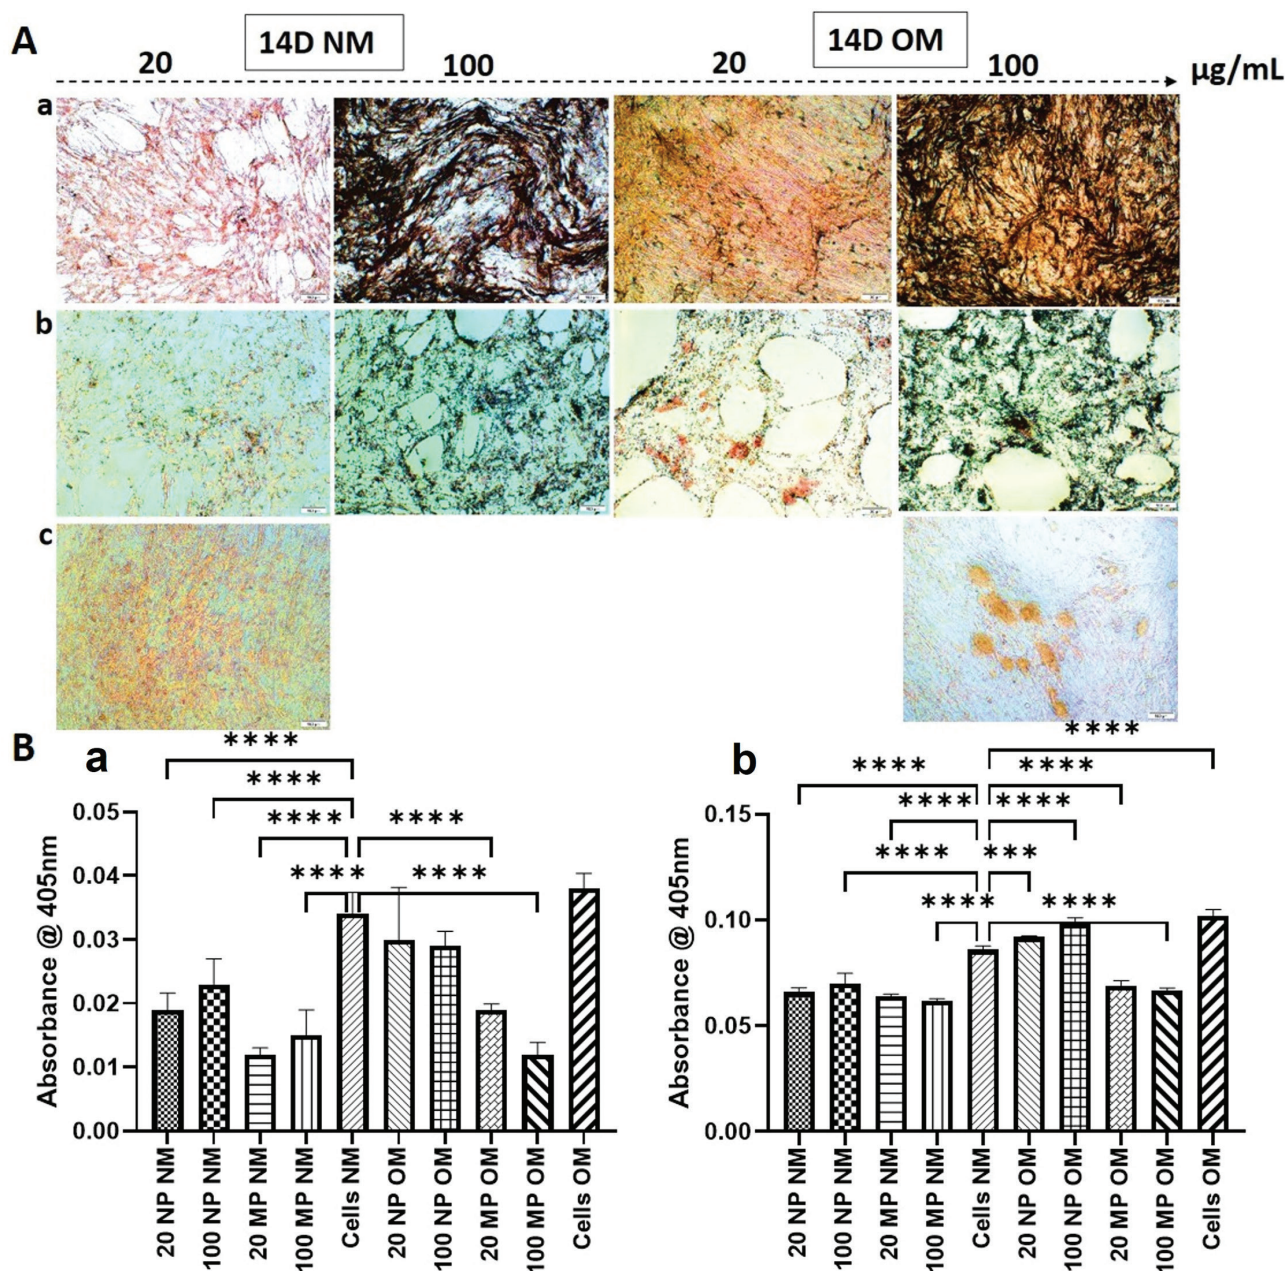 A
14D NM
14D OM
20
100
20
100
µg/mL
a
b
c
B
a
b
****
****
****
****
****
****
****
****
****
****
****
****
****
***
****
****
0.05
0.04
0.03
0.02
0.01
0.00
Absorbance @ 405nm
20 NP NM
100 NP NM
20 MP NM
100 MP NM
Cells NM
20 NP OM
100 NP OM
20 MP OM
100 MP OM
Cells OM
0.15
0.10
0.05
0.00
Absorbance @ 405nm
20 NP NM
100 NP NM
20 MP NM
100 MP NM
Cells NM
20 NP OM
100 NP OM
20 MP OM
100 MP OM
Cells OM